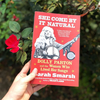 SHE COME BY
IT NATURAL
DOLLY PARTON
and the Women Who
Lived Her Songs
Sarah Smarsh